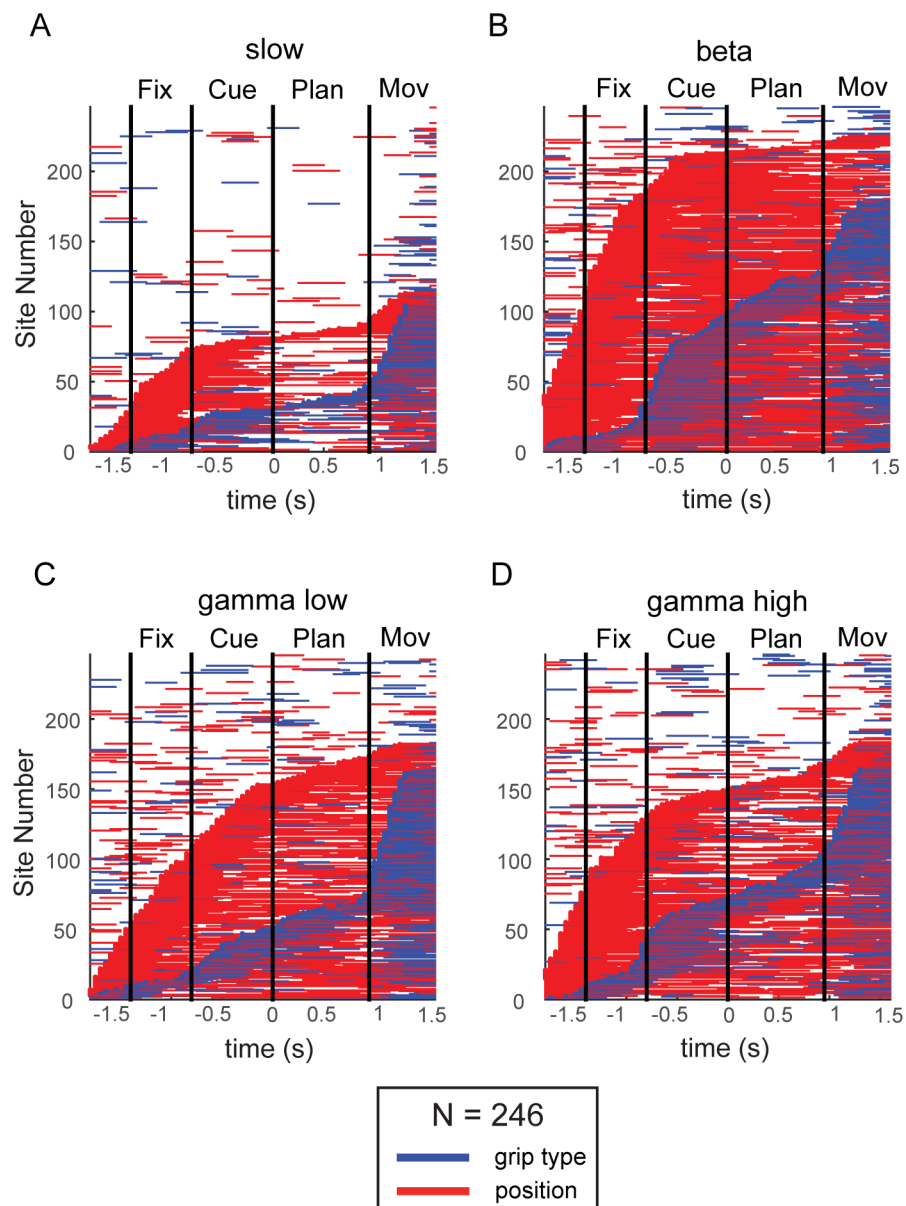 A
slow
Fix Cue Plan Mov
Site Number
200
150
100
50
0
-1.5 -1 -0.5 0 0.5 1 1.5
time (s)
B
beta
Fix Cue Plan Mov
200
150
100
50
0
-1.5 -1 -0.5 0 0.5 1 1.5
time (s)
C
gamma low
Fix Cue Plan Mov
Site Number
200
150
100
50
0
-1.5 -1 -0.5 0 0.5 1 1.5
time (s)
D
gamma high
Fix Cue Plan Mov
200
150
100
50
0
-1.5 -1 -0.5 0 0.5 1 1.5
time (s)
N = 246
grip type
position